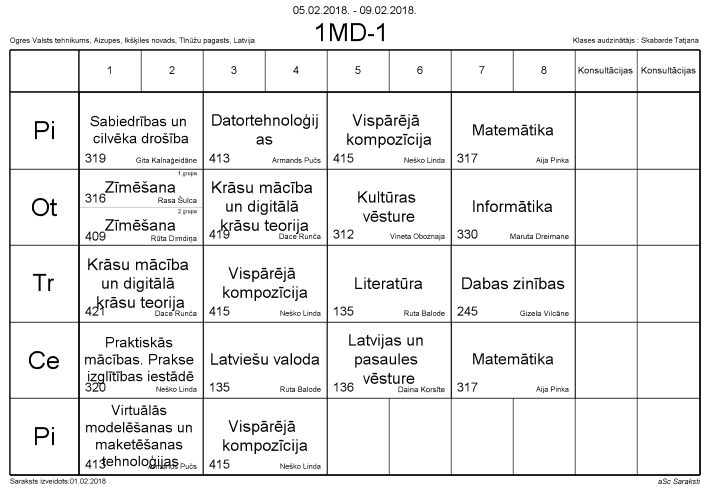 05.02.2018. - 09.02.2018.
1MD-1
Ogres Valsts tehnikums, Aizupes, Ikšķiles novads, Tīnūžu pagasts, Latvija
Klases audzinātājs : Skabarde Tatjana
1 2 3 4 5 6 7 8 Konsultācijas Konsultācijas
Pi
Sabiedrības un
cilvēka drošība
319 Gita Kalnaģeidāne
Datortehnoloģij
as
413 Armands Pučs
Vispārējā
kompozīcija
415 Neško Linda
Matemātika
317 Aija Pinka
Ot
1.grupa
Zīmēšana
316 Rasa Šulca
2.grupa
Zīmēšana
409 Rūta Dimdiņa
Krāsu mācība
un digitālā
krāsu teorija
419 Dace Runča
Kultūras
vēsture
312 Vineta Oboznaja
Informātika
330 Maruta Dreimane
Tr
Krāsu mācība
un digitālā
krāsu teorija
421 Dace Runča
Vispārējā
kompozīcija
415 Neško Linda
Literatūra
135 Ruta Balode
Dabas zinības
245 Gizela Vilcāne
Ce
Praktiskās
mācības. Prakse
izglītības iestādē
320 Neško Linda
Latviešu valoda
135 Ruta Balode
Latvijas un
pasaules
vēsture
136 Daina Korsīte
Matemātika
317 Aija Pinka
Pi
Virtuālās
modelēšanas un
maketēšanas
tehnoloģijas
413 Armands Pučs
Vispārējā
kompozīcija
415 Neško Linda
Saraksts izveidots:01.02.2018
aSc Saraksti